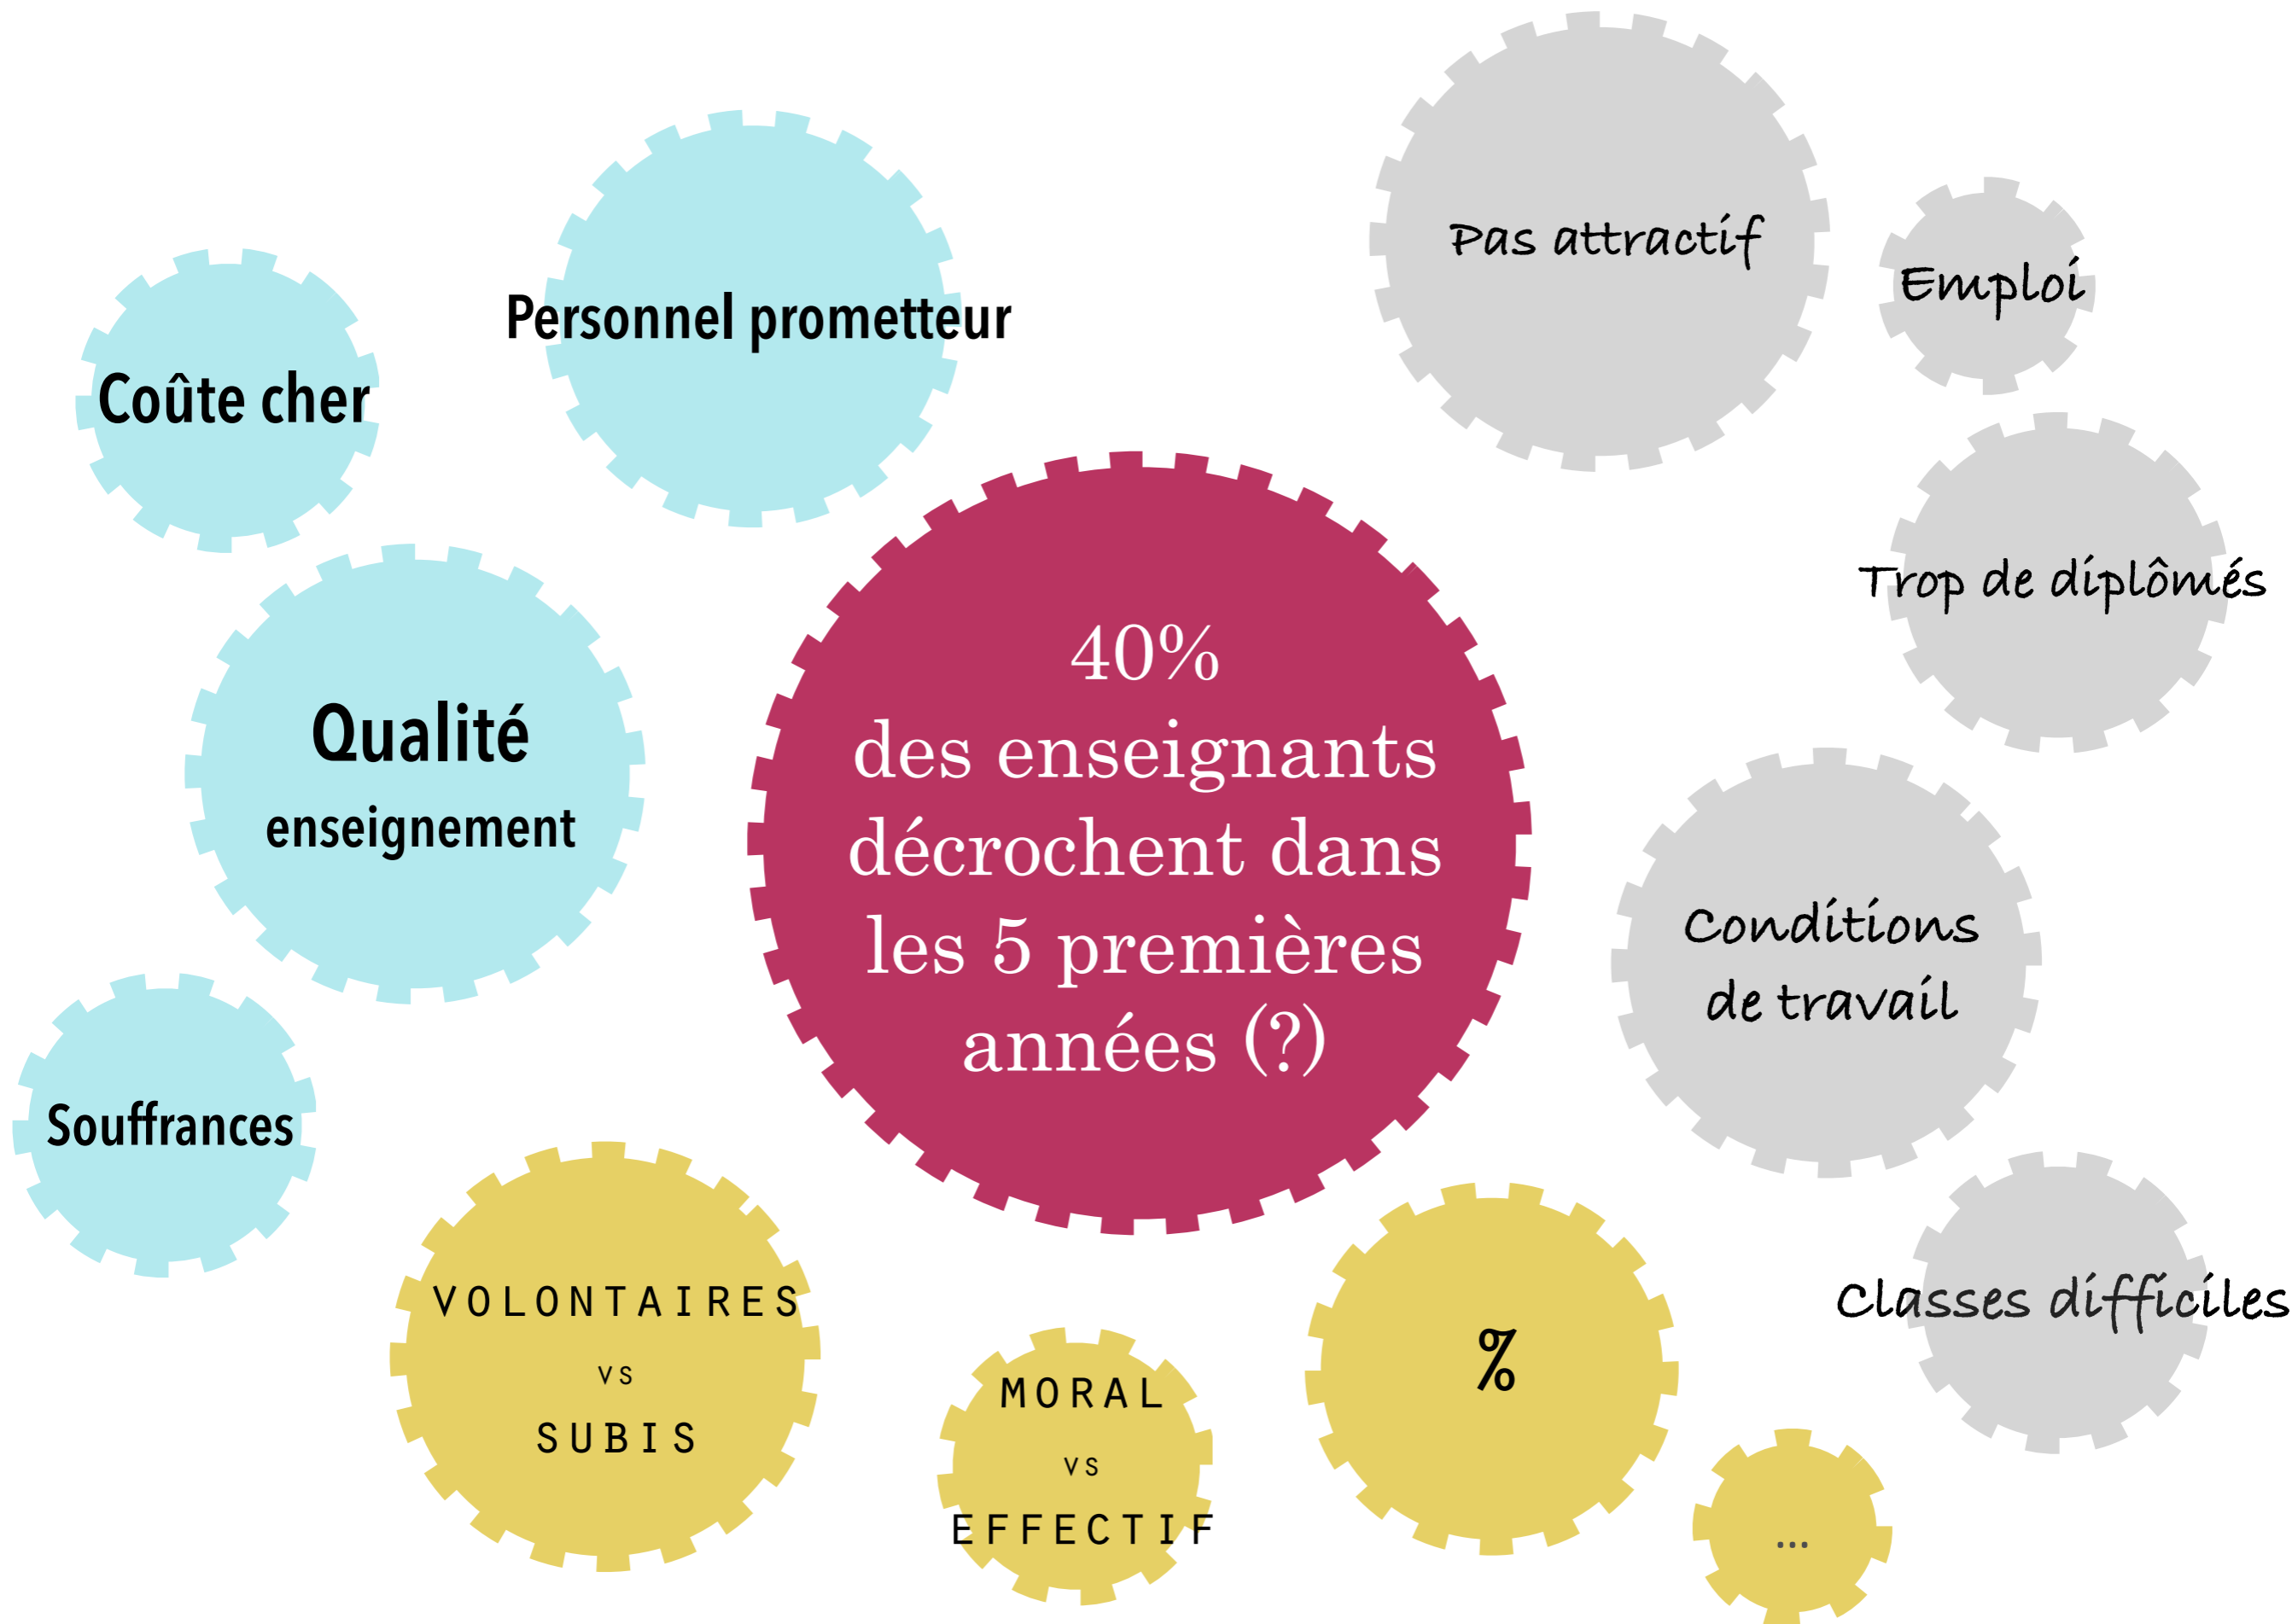 Pas attractif
Emploi
Personnel prometteur
Coûte cher
Trop de diplômés
40%
des enseignants
décrochent dans
les 5 premières
années (?)
Qualité
enseignement
Conditions
de travail
Souffrances
Classes difficiles
VOLONTAIRES
VS
SUBIS
MORAL
VS
EFFECTIF
%
...